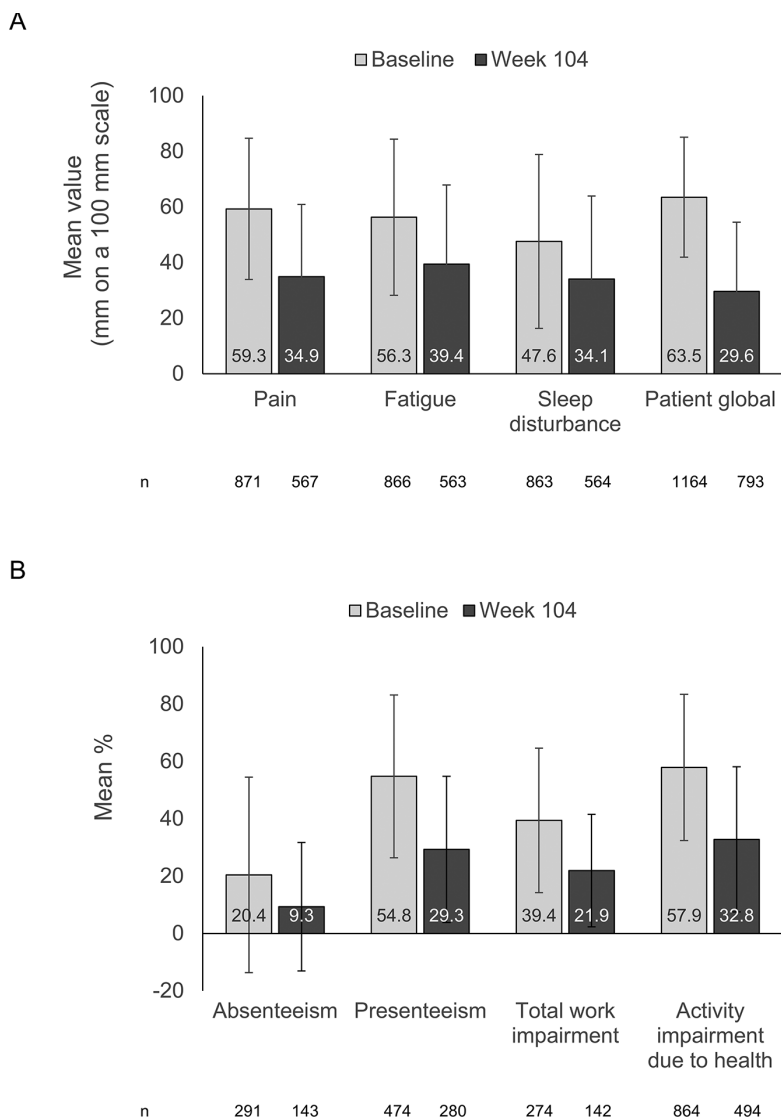 A
Baseline Week 104
Mean value
(mm on a 100 mm scale)
100
80
60
40
20
0
59.3 34.9 56.3 39.4 47.6 34.1 63.5 29.6
Pain Fatigue Sleep disturbance Patient global
n 871 567 866 563 863 564 1164 793
B
Baseline Week 104
Mean %
100
80
60
40
20
0
-20
20.4 9.3 54.8 29.3 39.4 21.9 57.9 32.8
Absenteeism Presenteeism Total work impairment Activity impairment due to health
n 291 143 474 280 274 142 864 494